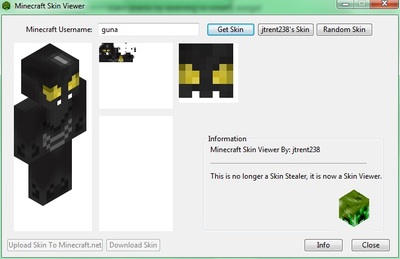 Minecraft Skin Viewer
Minecraft Username: guna Get Skin jtrent238's Skin Random Skin
Information
Minecraft Skin Viewer By: jtrent238
This is no longer a Skin Stealer, it is now a Skin Viewer.
Upload Skin To Minecraft.net Download Skin Info Close